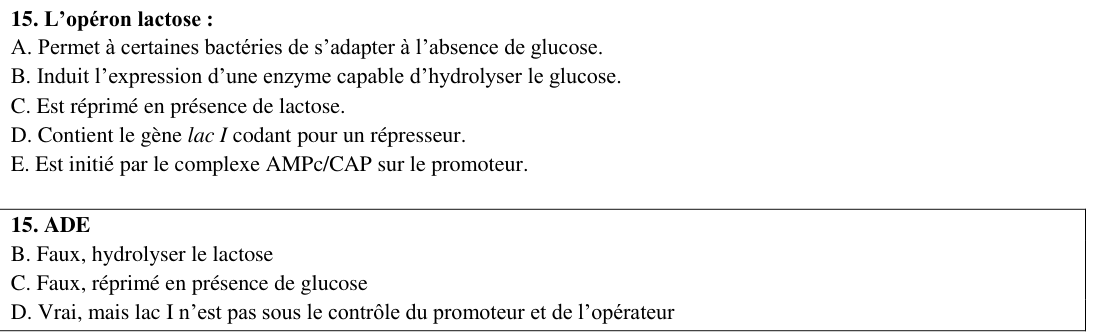 15. L’opéron lactose :
A. Permet à certaines bactéries de s’adapter à l’absence de glucose.
B. Induit l’expression d’une enzyme capable d’hydrolyser le glucose.
C. Est réprimé en présence de lactose.
D. Contient le gène lac I codant pour un répresseur.
E. Est initié par le complexe AMPc/CAP sur le promoteur.
15. ADE
B. Faux, hydrolyser le lactose
C. Faux, réprimé en présence de glucose
D. Vrai, mais lac I n’est pas sous le contrôle du promoteur et de l’opérateur